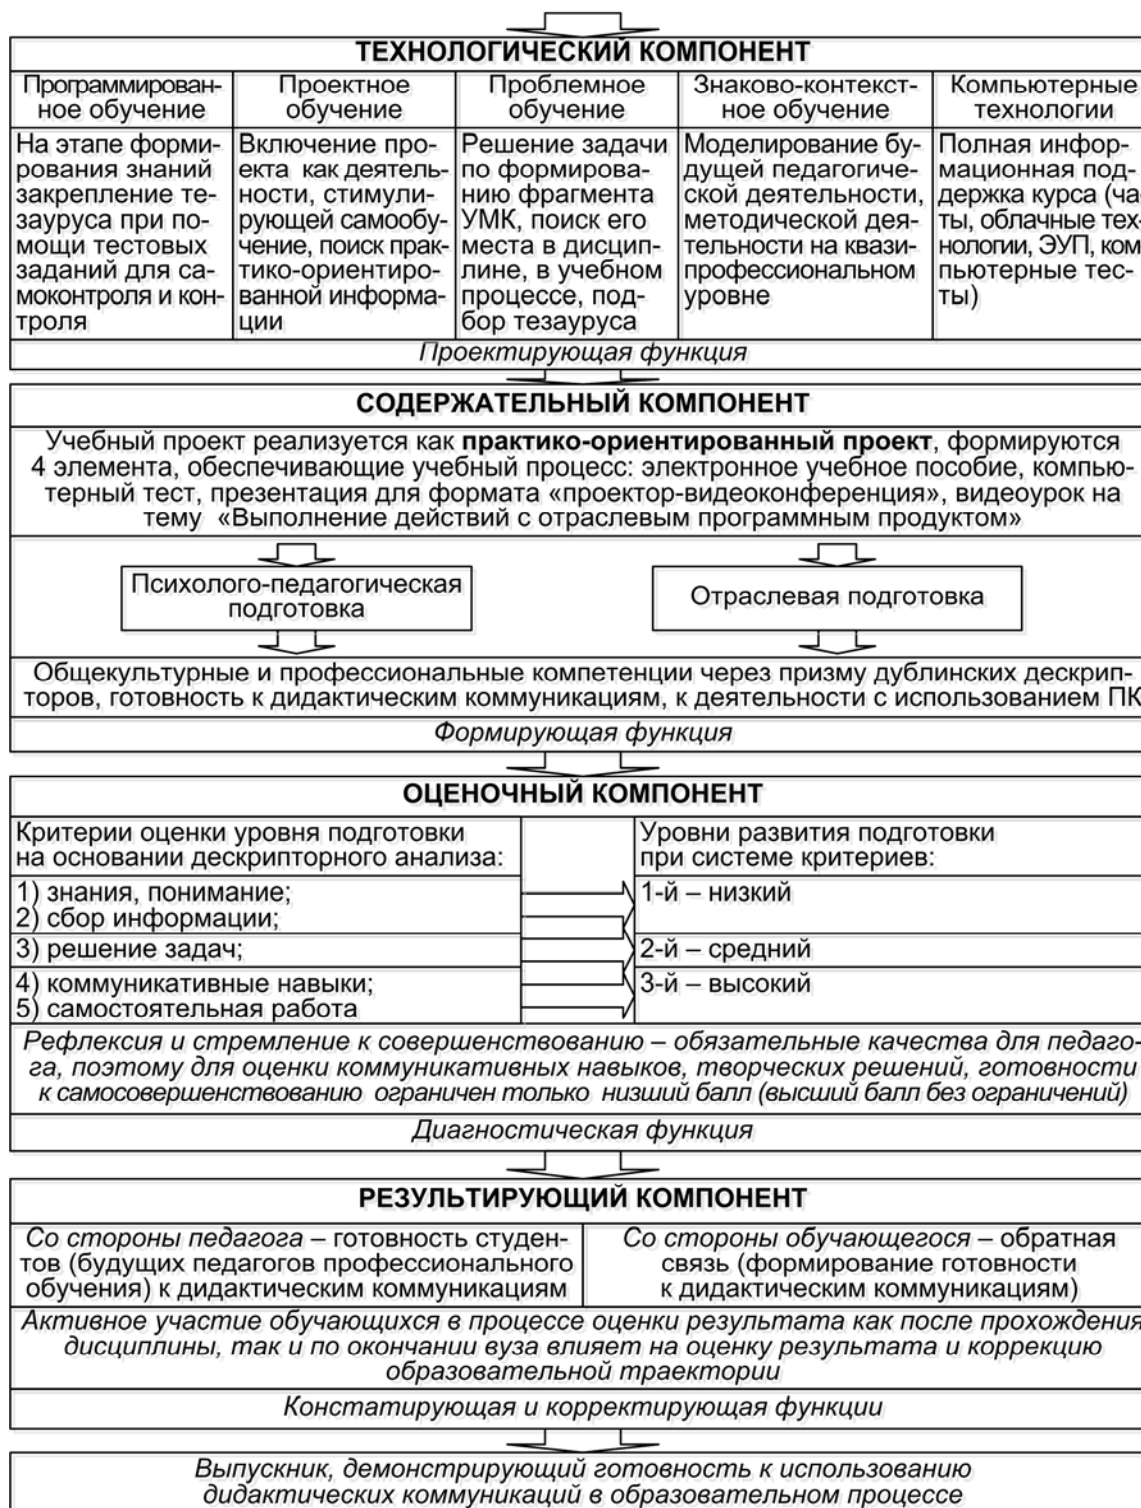 ТЕХНОЛОГИЧЕСКИЙ КОМПОНЕНТ
Программирован-
ное обучение
Проектное
обучение
Проблемное
обучение
Знаково-контекст-
ное обучение
Компьютерные
технологии
На этапе форми-
рования знаний
закрепление те-
зауруса при по-
мощи тестовых
заданий для са-
моконтроля и кон-
троля
Включение про-
екта как деятель-
ности, стимули-
рующей самообу-
чение, поиск прак-
тико-ориентиро-
ванной информа-
ции
Решение задачи
по формированию
фрагмента
УМК, поиск его
места в дисцип-
лине, в учебном
процессе, под-
бор тезауруса
Моделирование бу-
дущей педагогиче-
ской деятельности,
методической дея-
тельности на квази-
профессиональном
уровне
Полная инфор-
мационная под-
держка курса (ча-
ты, облачные тех-
нологии, ЭУП, ком-
пьютерные тес-
ты)
Проектирующая функция
СОДЕРЖАТЕЛЬНЫЙ КОМПОНЕНТ
Учебный проект реализуется как практико-ориентированный проект, формируются
4 элемента, обеспечивающие учебный процесс: электронное учебное пособие, компью-
терный тест, презентация для формата «проектор-видеоконференция», видеоурок на
тему «Выполнение действий с отраслевым программным продуктом»
Психолого-педагогическая
подготовка
Отраслевая подготовка
Общекультурные и профессиональные компетенции через призму дублинских дескрип-
торов, готовность к дидактическим коммуникациям, к деятельности с использованием ПК
Формирующая функция
ОЦЕНОЧНЫЙ КОМПОНЕНТ
Критерии оценки уровня подготовки
на основании дескрипторного анализа:
Уровни развития подготовки
при системе критериев:
1) знания, понимание;
2) сбор информации;
1-й – низкий
3) решение задач;
2-й – средний
4) коммуникативные навыки;
5) самостоятельная работа
3-й – высокий
Рефлексия и стремление к совершенствованию – обязательные качества для педаго-
га, поэтому для оценки коммуникативных навыков, творческих решений, готовности
к самосовершенствованию ограничен только низший балл (высший балл без ограничений)
Диагностическая функция
РЕЗУЛЬТИРУЮЩИЙ КОМПОНЕНТ
Со стороны педагога – готовность студен-
тов (будущих педагогов профессионального
обучения) к дидактическим коммуникациям
Со стороны обучающегося – обратная
связь (формирование готовности
к дидактическим коммуникациям)
Активное участие обучающихся в процессе оценки результата как после прохождения
дисциплины, так и по окончании вуза влияет на оценку результата и коррекцию
образовательной траектории
Констатирующая и корректирующая функции
Выпускник, демонстрирующий готовность к использованию
дидактических коммуникаций в образовательном процессе